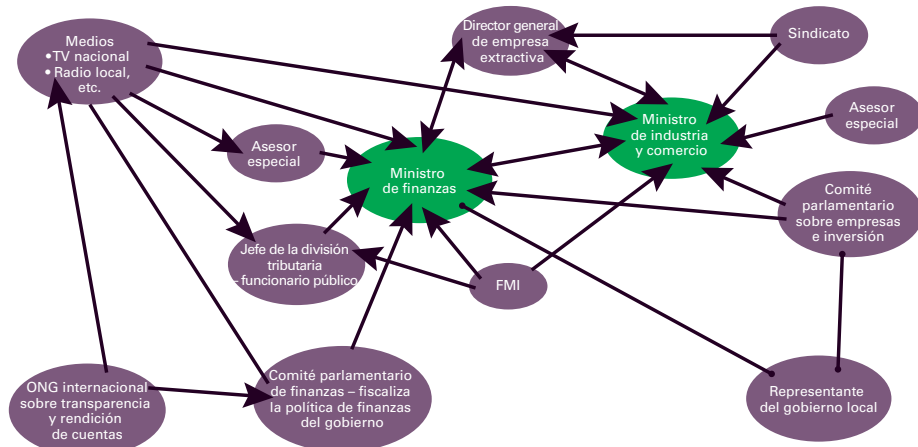 Medios
•TV nacional
• Radio local,
etc.
Director general
de empresa
extractiva
Sindicato
Asesor
especial
Ministro
de industria
y comercio
Asesor
especial
Ministro
de finanzas
Comité
parlamentario
sobre empresas
e inversión
Jefe de la división
tributaria
– funcionario público
FMI
ONG internacional
sobre transparencia
y rendición
de cuentas
Comité parlamentario
de finanzas – fiscaliza
la política de finanzas
del gobierno
Representante
del gobierno local